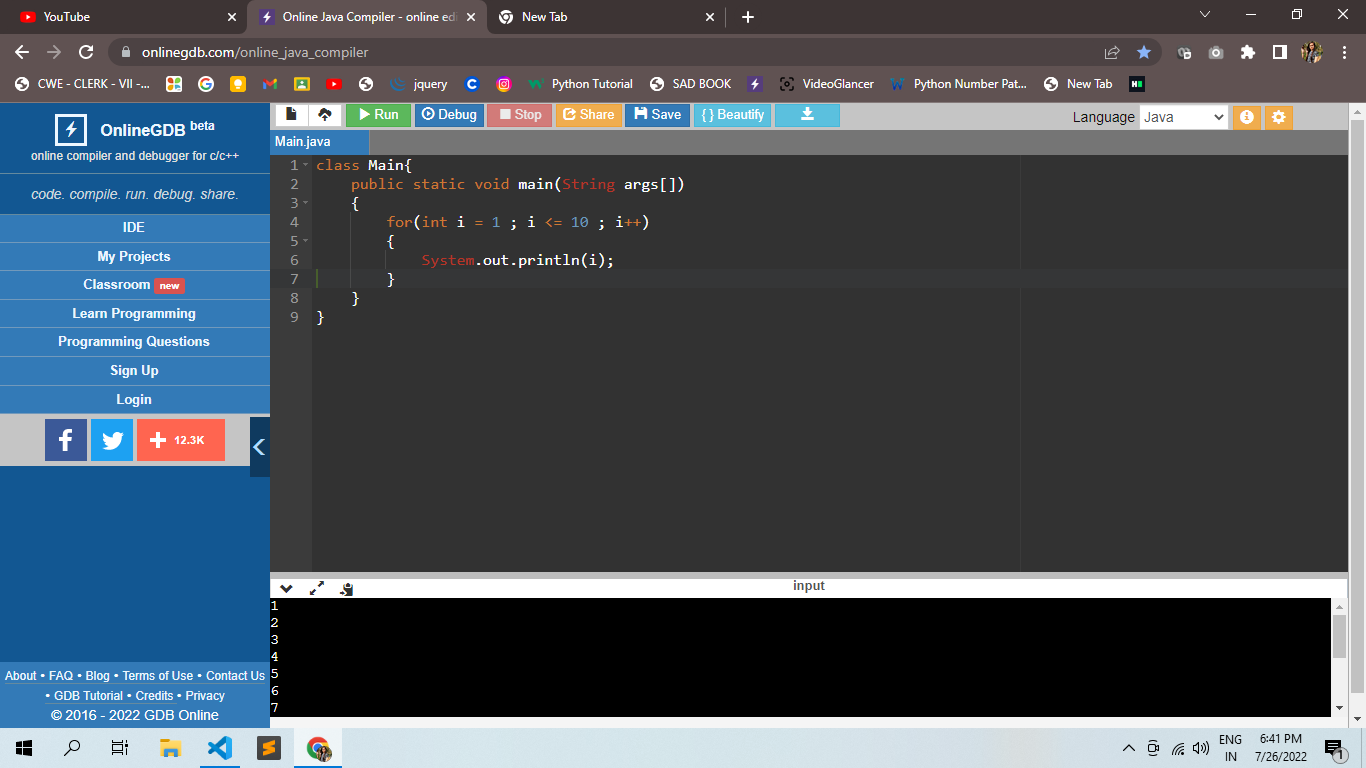 YouTube
Online Java Compiler - online edi
New Tab
onlinegdb.com/online_java_compiler
CWE - CLERK - VII -...
jquery
Python Tutorial
SAD BOOK
VideoGlancer
Python Number Pat...
New Tab
OnlineGDB beta
online compiler and debugger for c/c++
code. compile. run. debug. share.
IDE
My Projects
Classroom new
Learn Programming
Programming Questions
Sign Up
Login
12.3K
About • FAQ • Blog • Terms of Use • Contact Us
• GDB Tutorial • Credits • Privacy
© 2016 - 2022 GDB Online
Run Debug Stop Share Save { } Beautify
Language Java
Main.java
1 class Main{
2 public static void main(String args[])
3 {
4 for(int i = 1 ; i <= 10 ; i++)
5 {
6 System.out.println(i);
7 }
8 }
9 }
input
1
2
3
4
5
6
7
ENG
IN
6:41 PM
7/26/2022
1